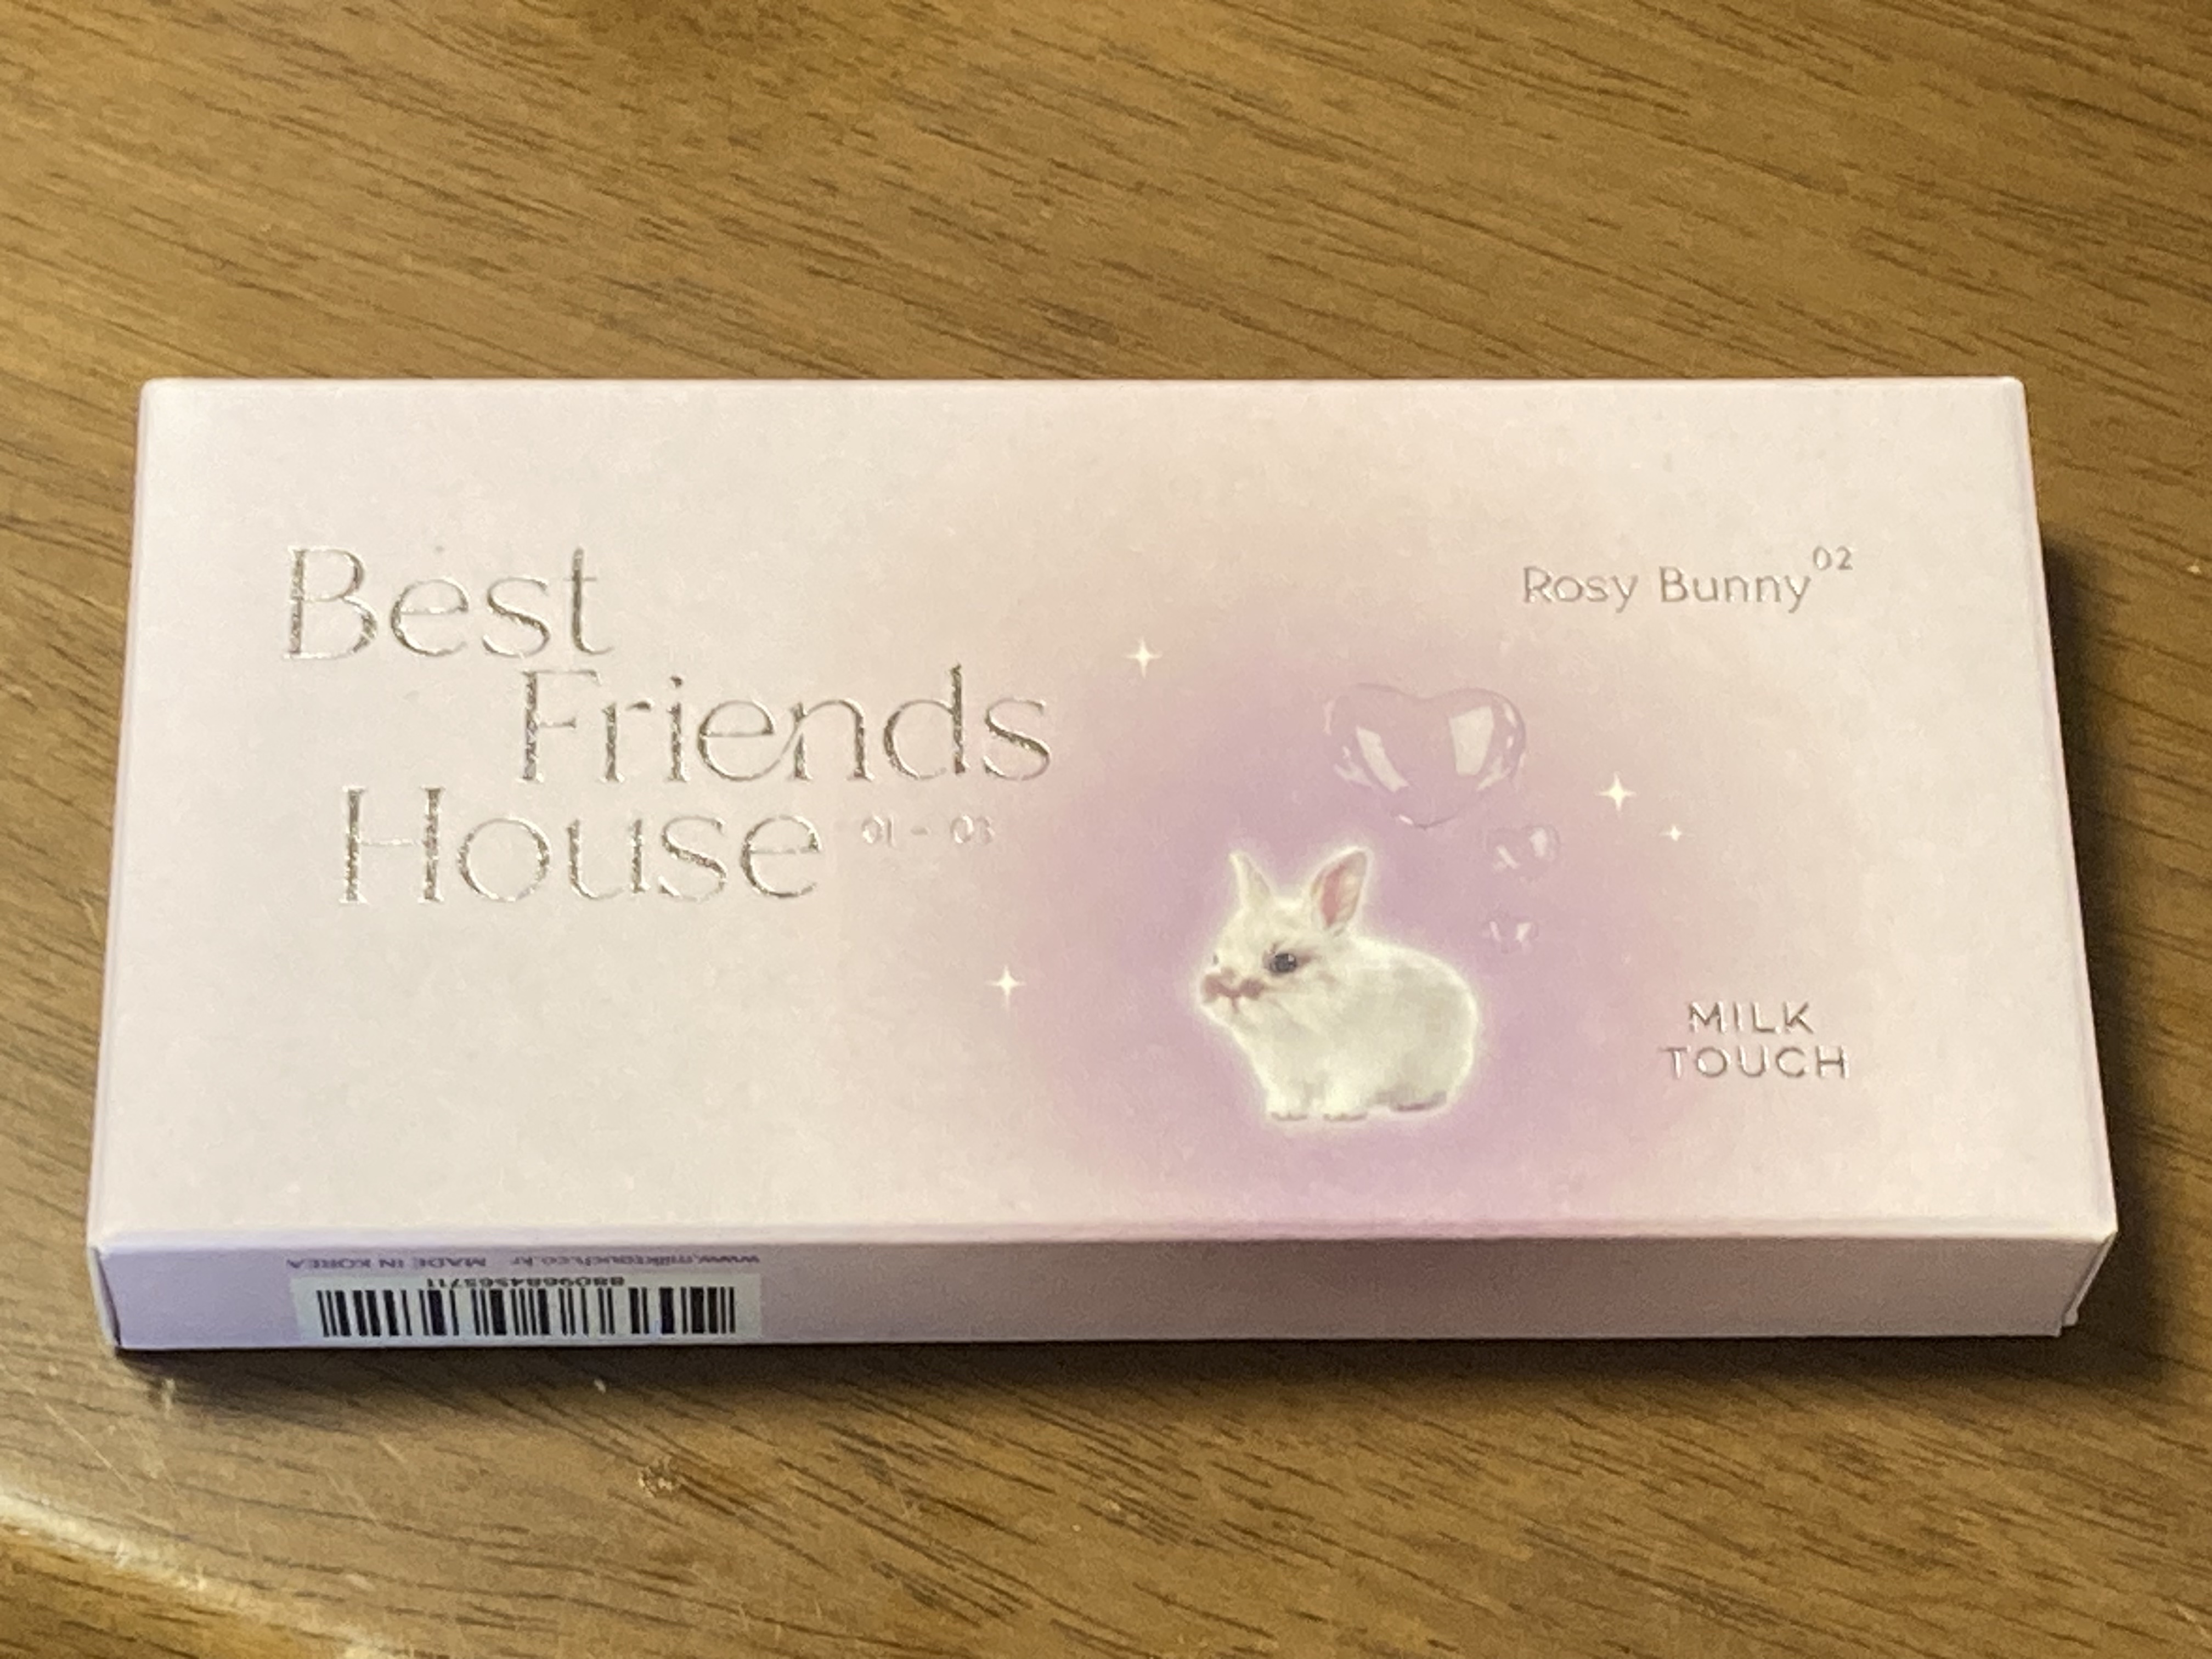 Best
Friends
House 01 - 03
Rosy Bunny 02
MILK
TOUCH
www.milktouch.co.kr MADE IN KOREA
8809684565711